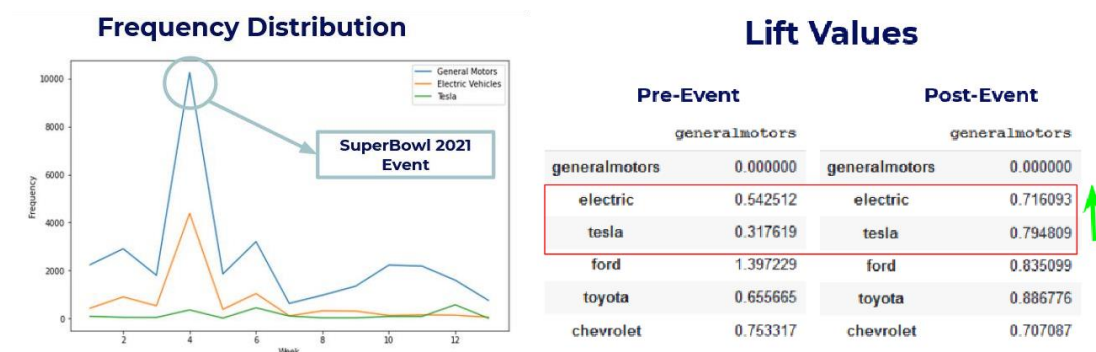 Frequency Distribution
10000
8000
6000
4000
2000
0
Frequency
2
4
6
8
10
12
Week
General Motors
Electric Vehicles
Tesla
SuperBowl 2021
Event
Lift Values
Pre-Event
Post-Event
generalmotors
generalmotors
generalmotors 0.000000 generalmotors 0.000000
electric 0.542512 electric 0.716093
tesla 0.317619 tesla 0.794809
ford 1.397229 ford 0.835099
toyota 0.655665 toyota 0.886776
chevrolet 0.753317 chevrolet 0.707087